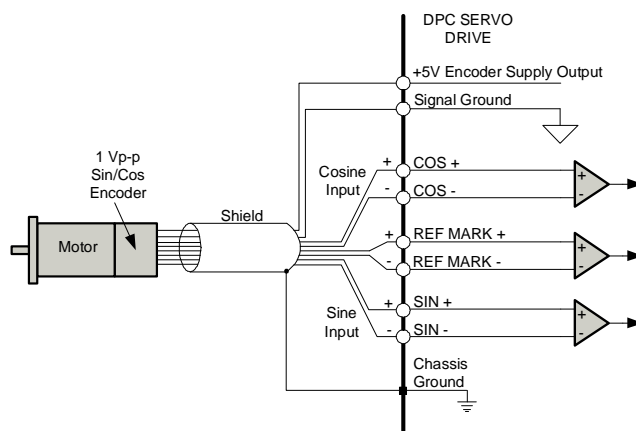 DPC SERVO
DRIVE
+5V Encoder Supply Output
Signal Ground
1 Vp-p
Sin/Cos
Encoder
Cosine
Input
+ COS +
- COS -
+ -
Shield
Motor
+ REF MARK +
- REF MARK -
+ -
Sine
Input
+ SIN +
- SIN -
+ -
Chassis
Ground